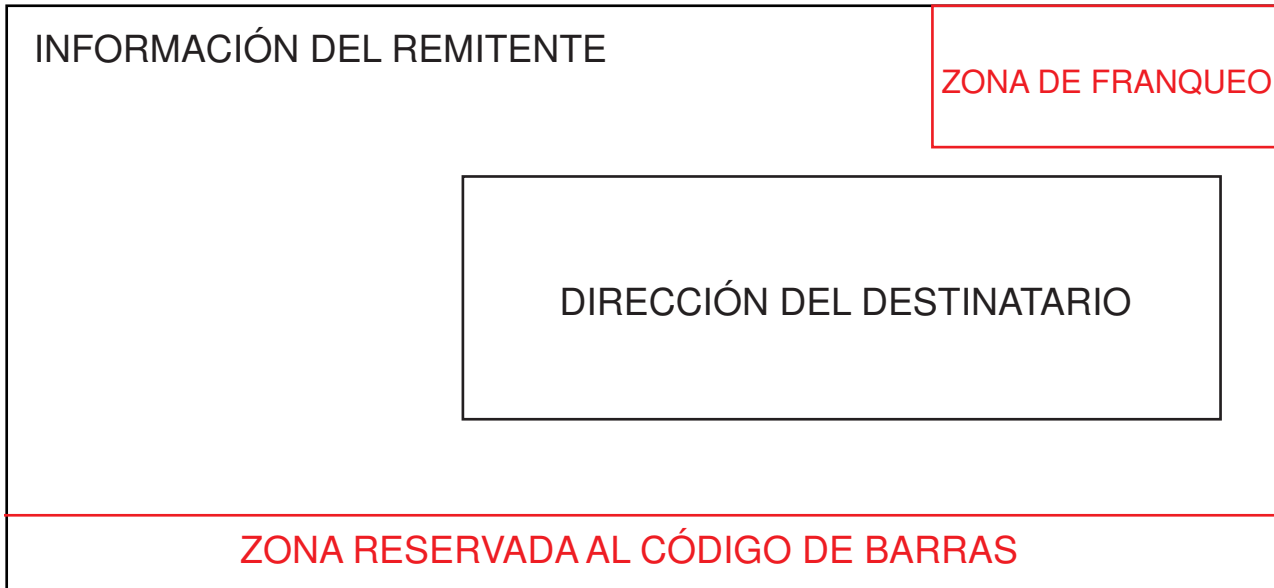 INFORMACIÓN DEL REMITENTE
ZONA DE FRANQUEO
DIRECCIÓN DEL DESTINATARIO
ZONA RESERVADA AL CÓDIGO DE BARRAS